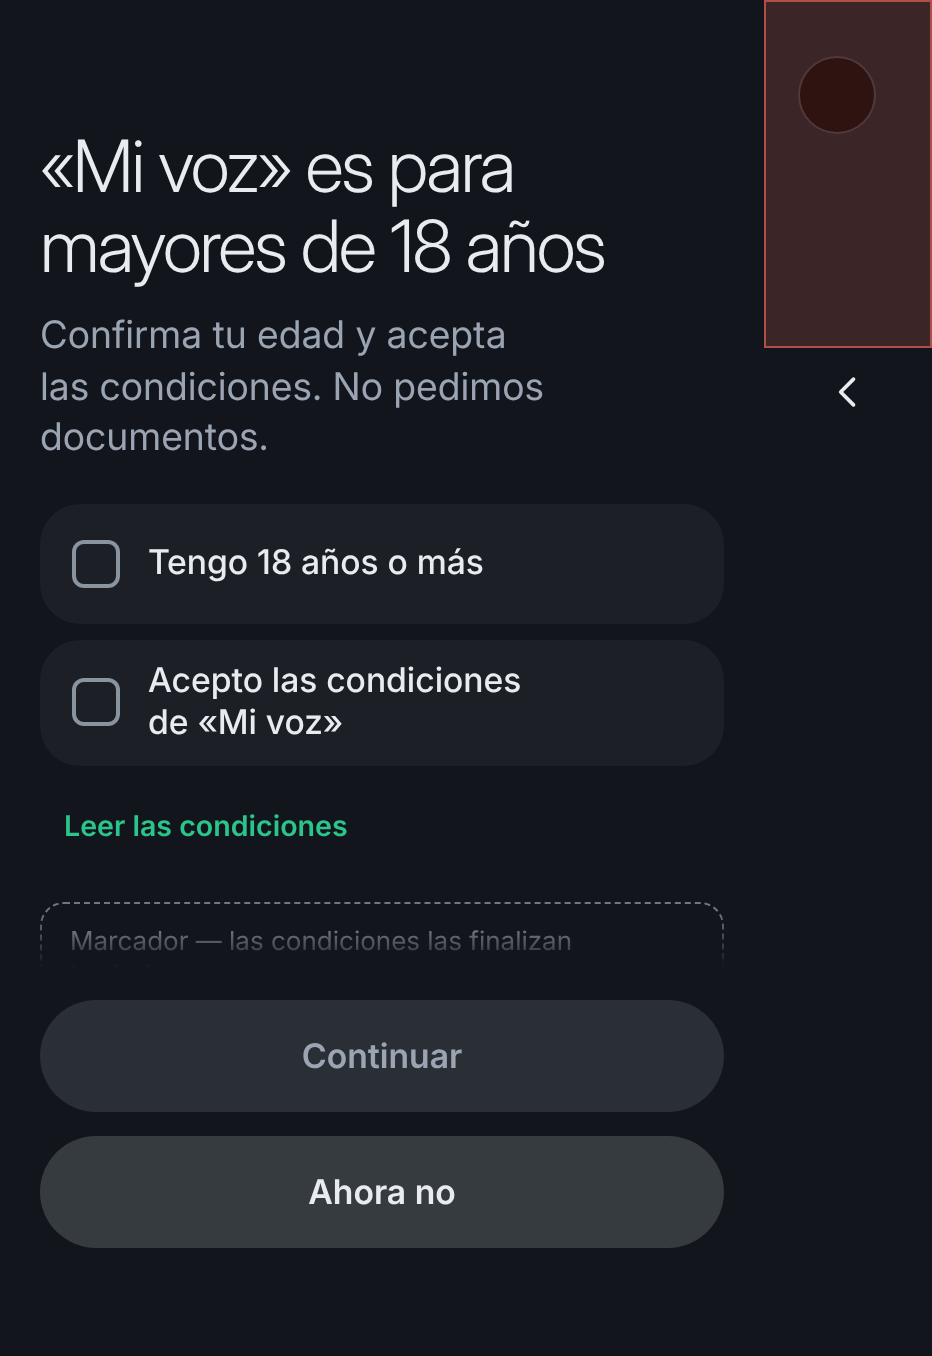 «Mi voz» es para
mayores de 18 años
Confirma tu edad y acepta
las condiciones. No pedimos
documentos.
Tengo 18 años o más
Acepto las condiciones
de «Mi voz»
Leer las condiciones
Marcador — las condiciones las finalizan
Continuar
Ahora no